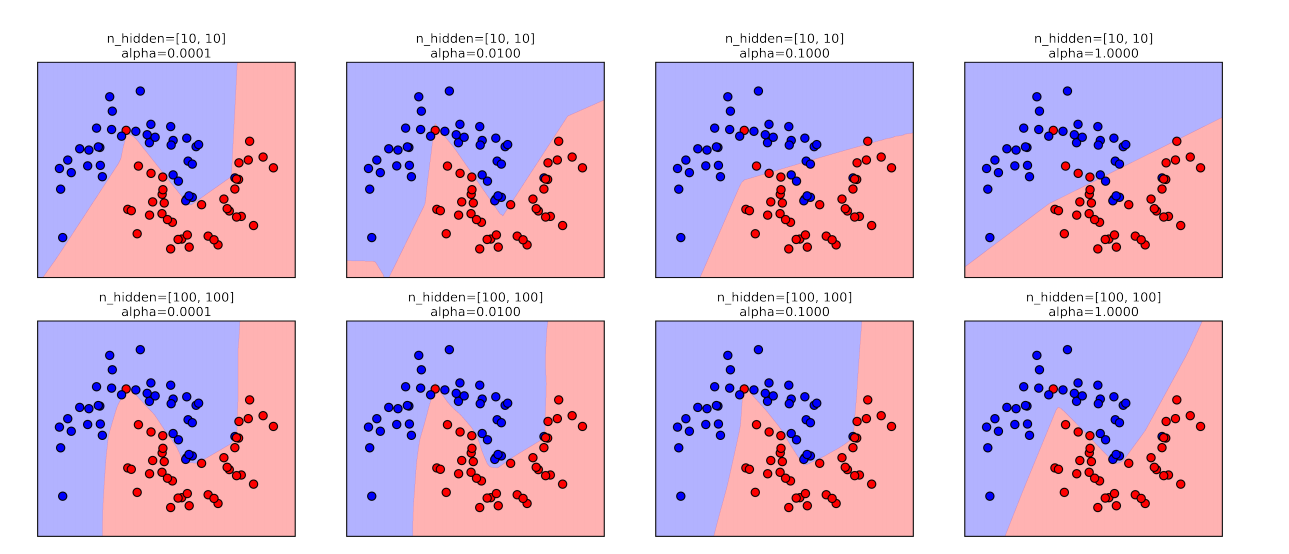 n_hidden=[10, 10]
alpha=0.0001
n_hidden=[10, 10]
alpha=0.0100
n_hidden=[10, 10]
alpha=0.1000
n_hidden=[10, 10]
alpha=1.0000
n_hidden=[100, 100]
alpha=0.0001
n_hidden=[100, 100]
alpha=0.0100
n_hidden=[100, 100]
alpha=0.1000
n_hidden=[100, 100]
alpha=1.0000